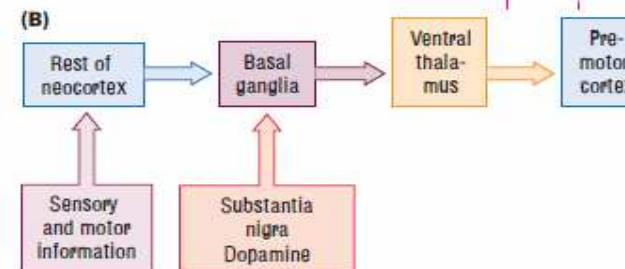 (B)
Rest of
neocortex
Basal
ganglia
Ventral
thala-
mus
Pre-
motor
cortex
Sensory
and motor
information
Substantia
nigra
Dopamine